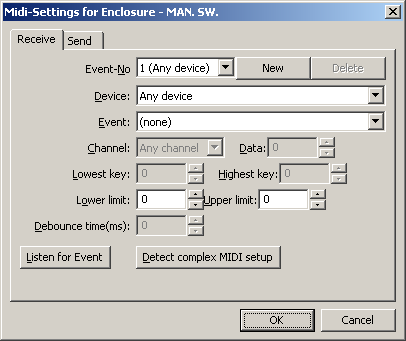 Midi-Settings for Enclosure - MAN. SW.
Receive Send
Event-No 1 (Any device) New Delete
Device: Any device
Event: (none)
Channel: Any channel Data: 0
Lowest key: 0 Highest key: 0
Lower limit: 0 Upper limit: 0
Debounce time(ms): 0
Listen for Event Detect complex MIDI setup
OK Cancel